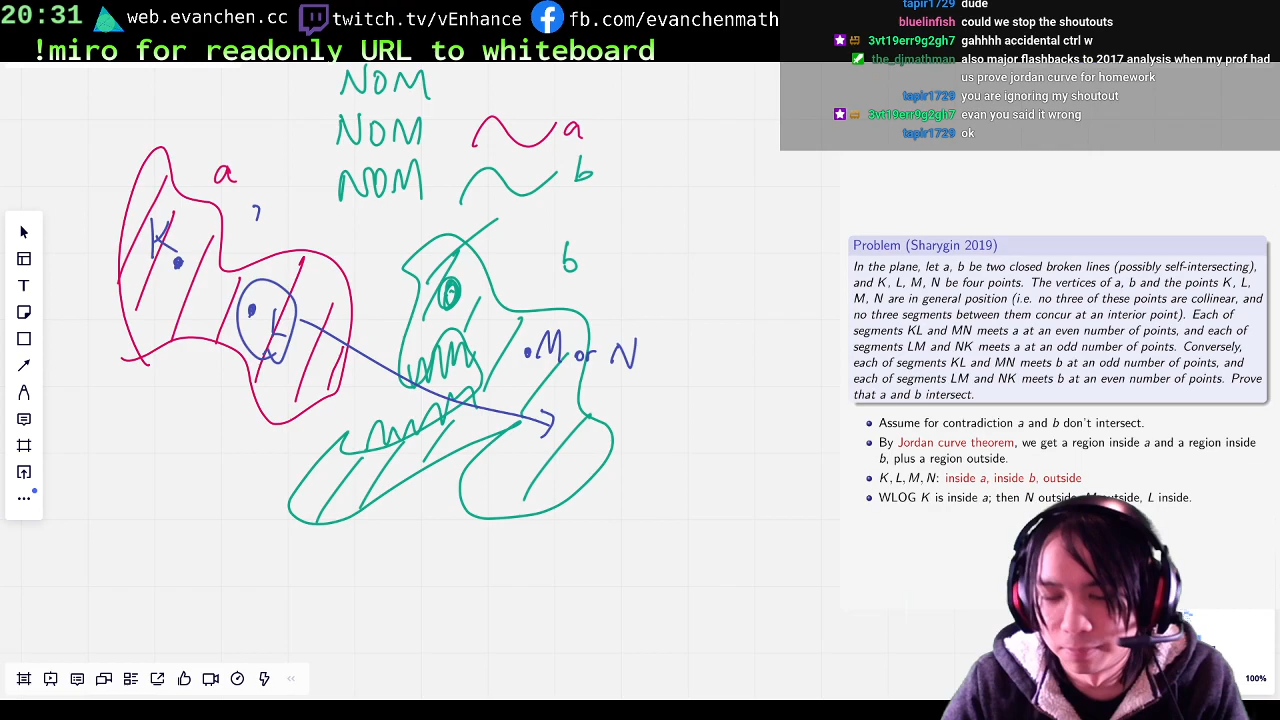 20:31 web.evanchen.cc twitch.tv/vEnhance fb.com/evanchenmath
!miro for readonly URL to whiteboard
tapir1729 dude
bluelinfish could we stop the shoutouts
3vt19err9g2gh7 gahhhh accidental ctrl w
the_djmathman also major flashbacks to 2017 analysis when my prof had
us prove jordan curve for homework
tapir1729 you are ignoring my shoutout
3vt19err9g2gh7 evan you said it wrong
tapir1729 ok
NOM
NOM
NOM
a
b
a
K
L
b
M or N
Problem (Sharygin 2019)
In the plane, let a, b be two closed broken lines (possibly self-intersecting),
and K, L, M, N be four points. The vertices of a, b and the points K, L,
M, N are in general position (i.e. no three of these points are collinear, and
no three segments between them concur at an interior point). Each of
segments KL and MN meets a at an even number of points, and each of
segments LM and NK meets a at an odd number of points. Conversely,
each of segments KL and MN meets b at an odd number of points, and
each of segments LM and NK meets b at an even number of points. Prove
that a and b intersect.
Assume for contradiction a and b don't intersect.
By Jordan curve theorem, we get a region inside a and a region inside
b, plus a region outside.
K, L, M, N: inside a, inside b, outside
WLOG K is inside a; then N outside, M outside, L inside.
T
100%